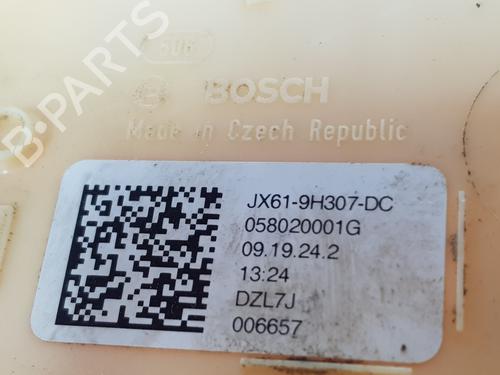 BOSCH
Made in Czech Republic
JX61-9H307-DC
058020001G
09.19.24.2
13:24
DZL7J
006657
B-PARTS